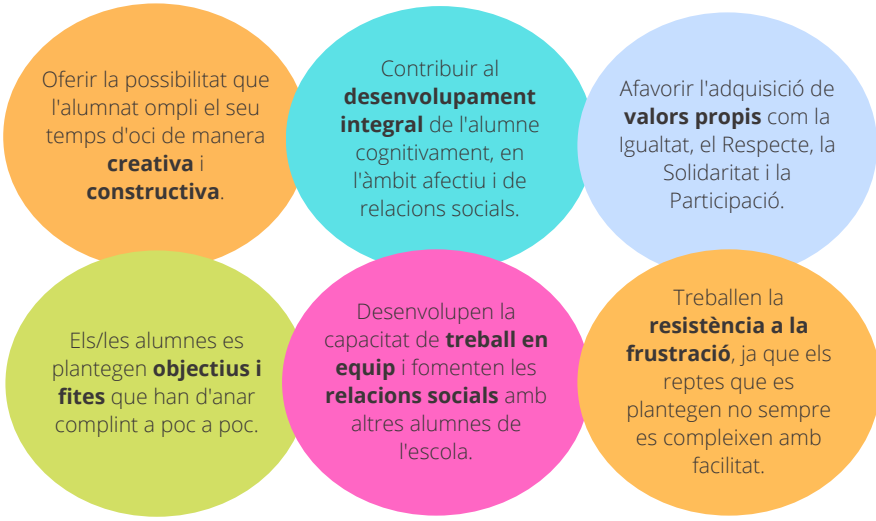 Oferir la possibilitat que
l'alumnat ompli el seu
temps d'oci de manera
creativa i
constructiva.
Contribuir al
desenvolupament
integral de l'alumne
cognitivament, en
l'àmbit afectiu i de
relacions socials.
Afavorir l'adquisició de
valors propis com la
Igualtat, el Respecte, la
Solidaritat i la
Participació.
Els/les alumnes es
plantegen objectius i
fites que han d'anar
complint a poc a poc.
Desenvolupen la
capacitat de treball en
equip i fomenten les
relacions socials amb
altres alumnes de
l'escola.
Treballen la
resistència a la
frustració, ja que els
reptes que es
plantegen no sempre
es compleixen amb
facilitat.